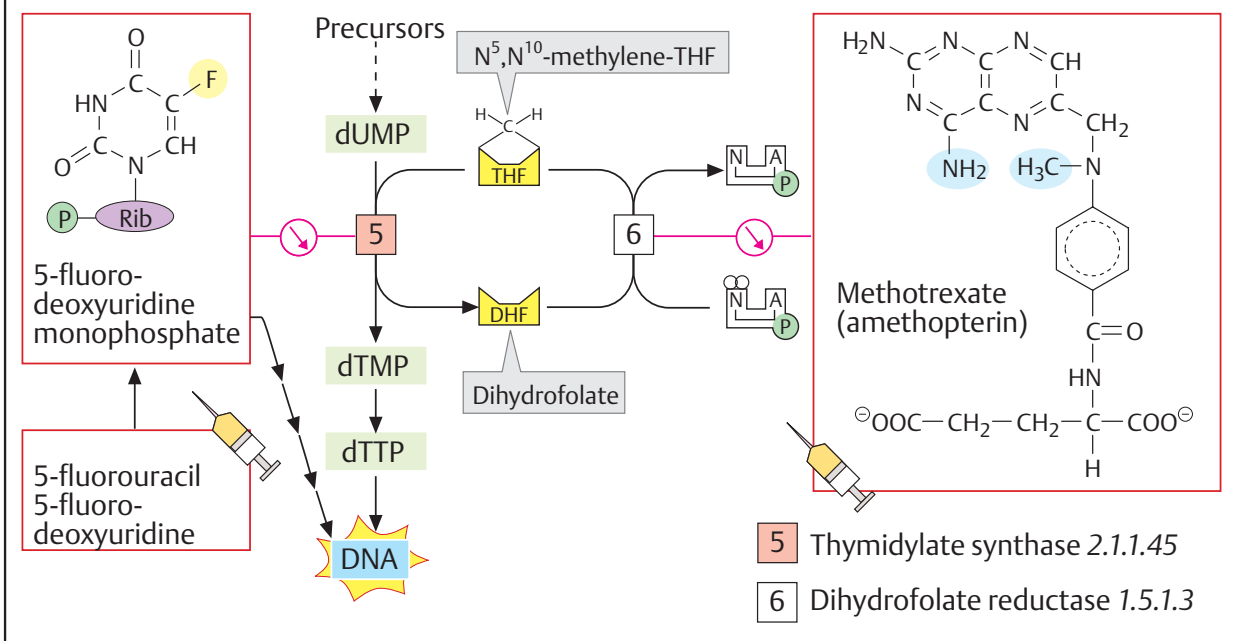 Precursors
N⁵,N¹⁰-methylene-THF
H₂N
N
N
C
C
CH
N
C
C
C
N
N
CH₂
NH2
H₃C
N
O
C
F
HN
C
C
CH
O
N
P
Rib
5-fluoro-
deoxyuridine
monophosphate
dUMP
H
C
H
THF
N
A
P
5
6
N
A
P
DHF
dTMP
Dihydrofolate
dTTP
DNA
5-fluorouracil
5-fluoro-
deoxyuridine
Methotrexate
(amethopterin)
C
O
HN
⊖OOC
CH₂
CH₂
C
COO⊖
H
5 Thymidylate synthase 2.1.1.45
6 Dihydrofolate reductase 1.5.1.3